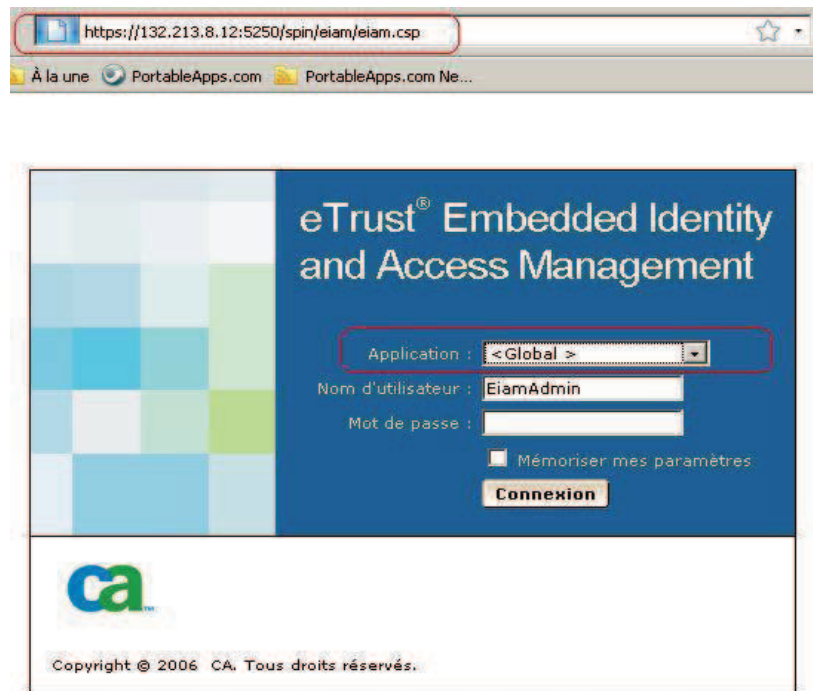 https://132.213.8.12:5250/spin/eiam/eiam.csp
À la une PortableApps.com PortableApps.com Ne...
eTrust® Embedded Identity
and Access Management
Application : <Global >
Nom d'utilisateur : EiamAdmin
Mot de passe :
Mémoriser mes paramètres
Connexion
ca™
Copyright © 2006 CA. Tous droits réservés.